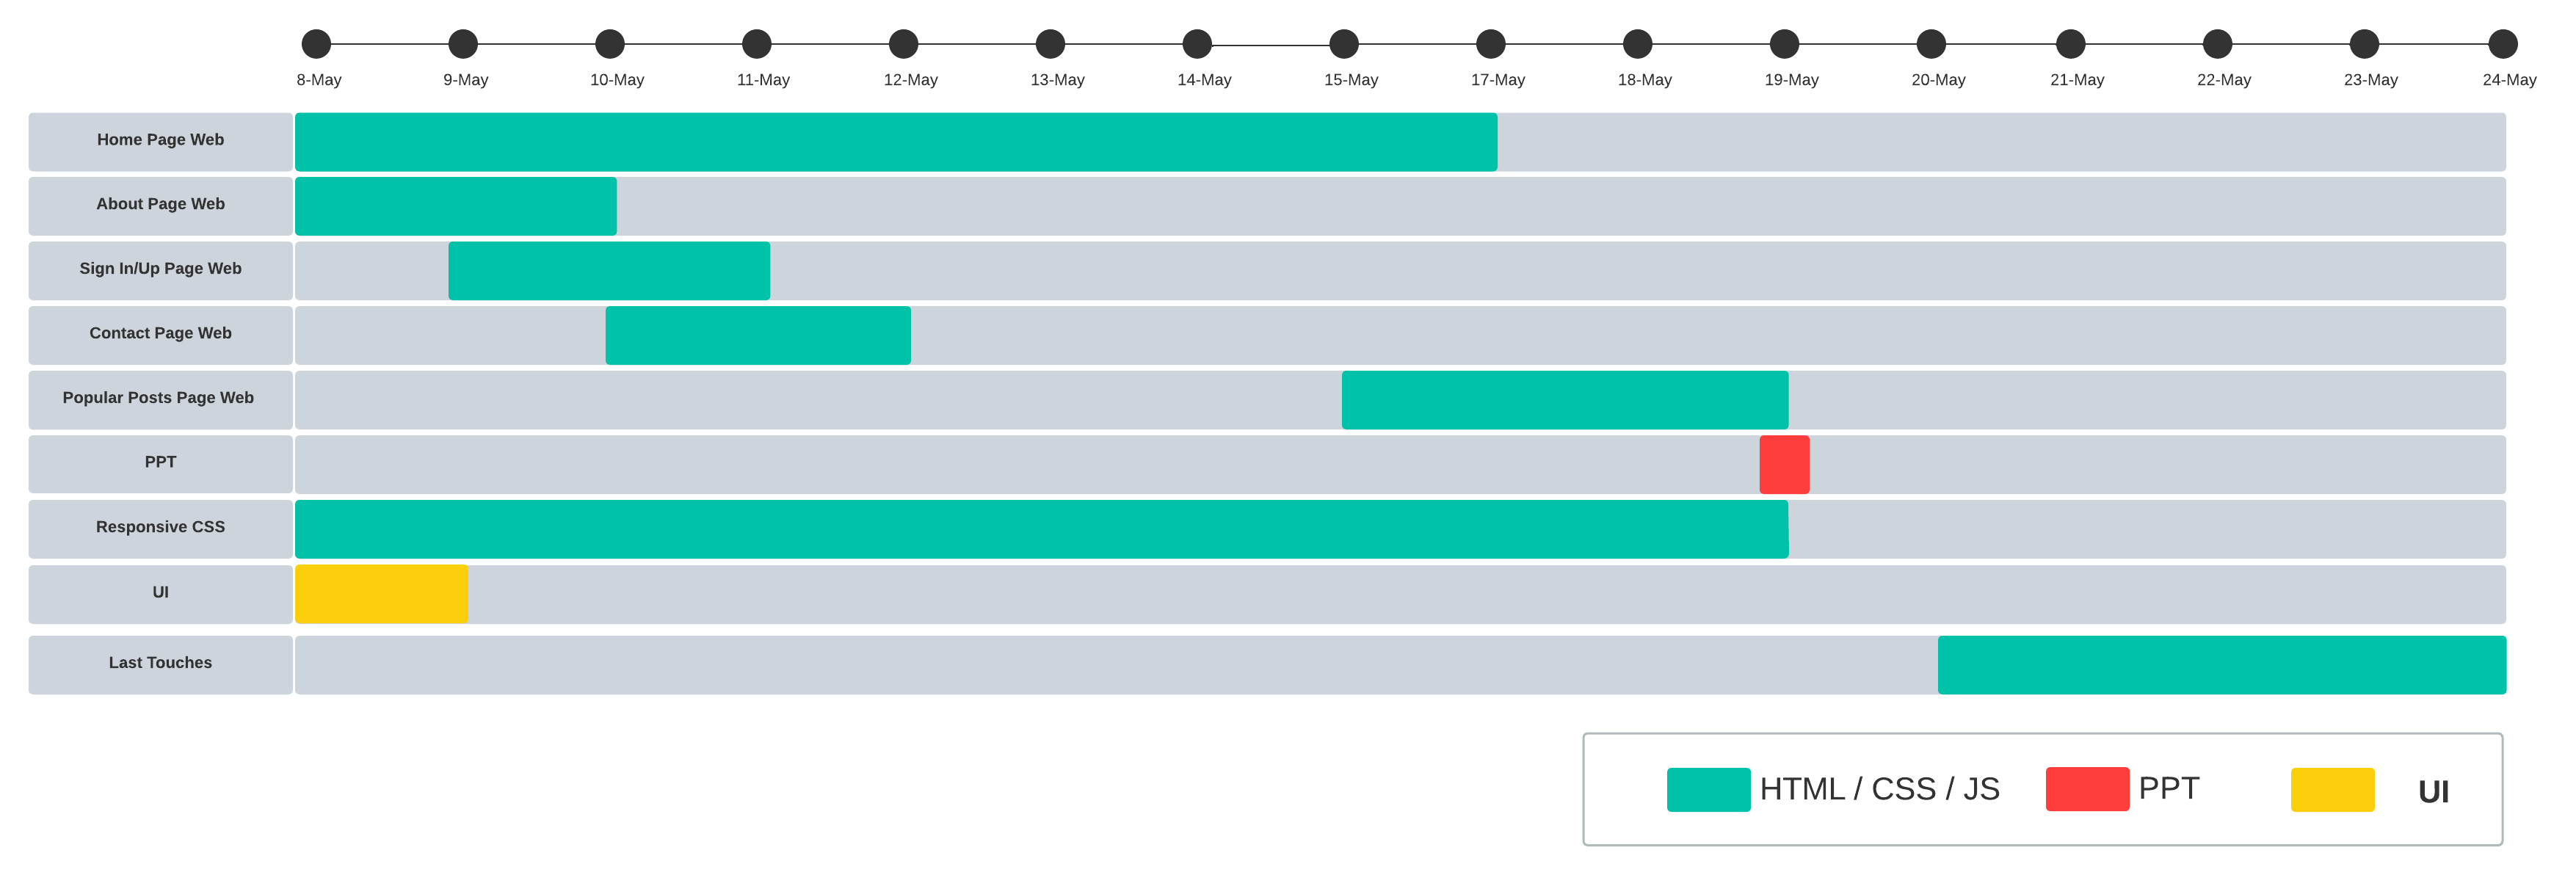 8-May 9-May 10-May 11-May 12-May 13-May 14-May 15-May 17-May 18-May 19-May 20-May 21-May 22-May 23-May 24-May
Home Page Web
About Page Web
Sign In/Up Page Web
Contact Page Web
Popular Posts Page Web
PPT
Responsive CSS
UI
Last Touches
HTML / CSS / JS PPT UI